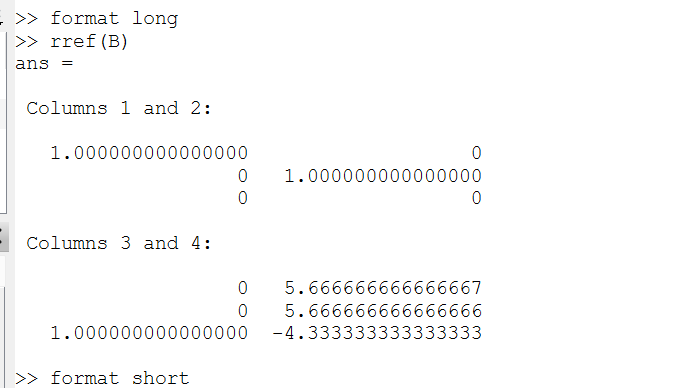 >> format long
>> rref(B)
ans =
Columns 1 and 2:
1.000000000000000 0
0 1.000000000000000
0 0
Columns 3 and 4:
0 5.666666666666667
0 5.666666666666666
1.000000000000000 -4.333333333333333
>> format short